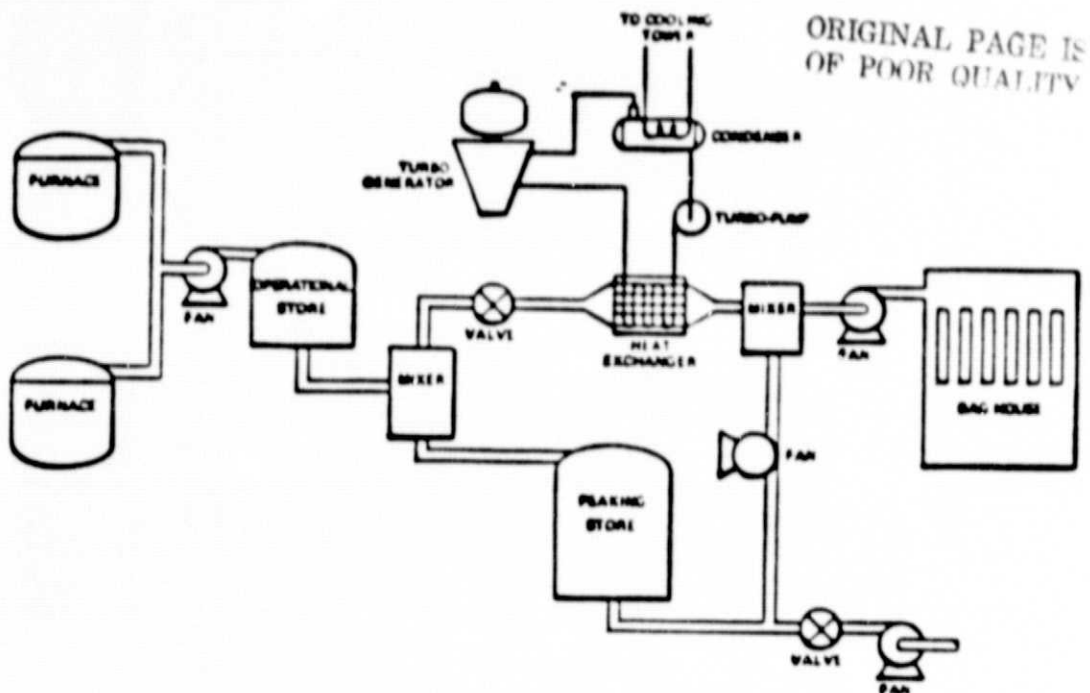 TO COOLING
TOWER
ORIGINAL PAGE IS
OF POOR QUALITY
CONDENSER
TURBO
GENERATOR
FURNACE
TURBO-PUMP
OPERATIONAL
STORE
FAN
VALVE
HEAT
EXCHANGER
MIXER
FAN
BAG HOUSE
MIXER
FURNACE
FAN
PEAKING
STORE
VALVE
FAN